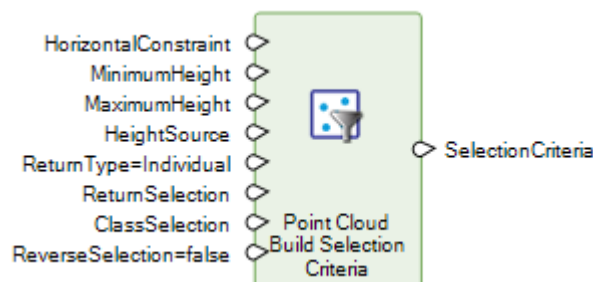 HorizontalConstraint
MinimumHeight
MaximumHeight
HeightSource
ReturnType=Individual
ReturnSelection
ClassSelection
ReverseSelection=false
Point Cloud
Build Selection
Criteria
SelectionCriteria